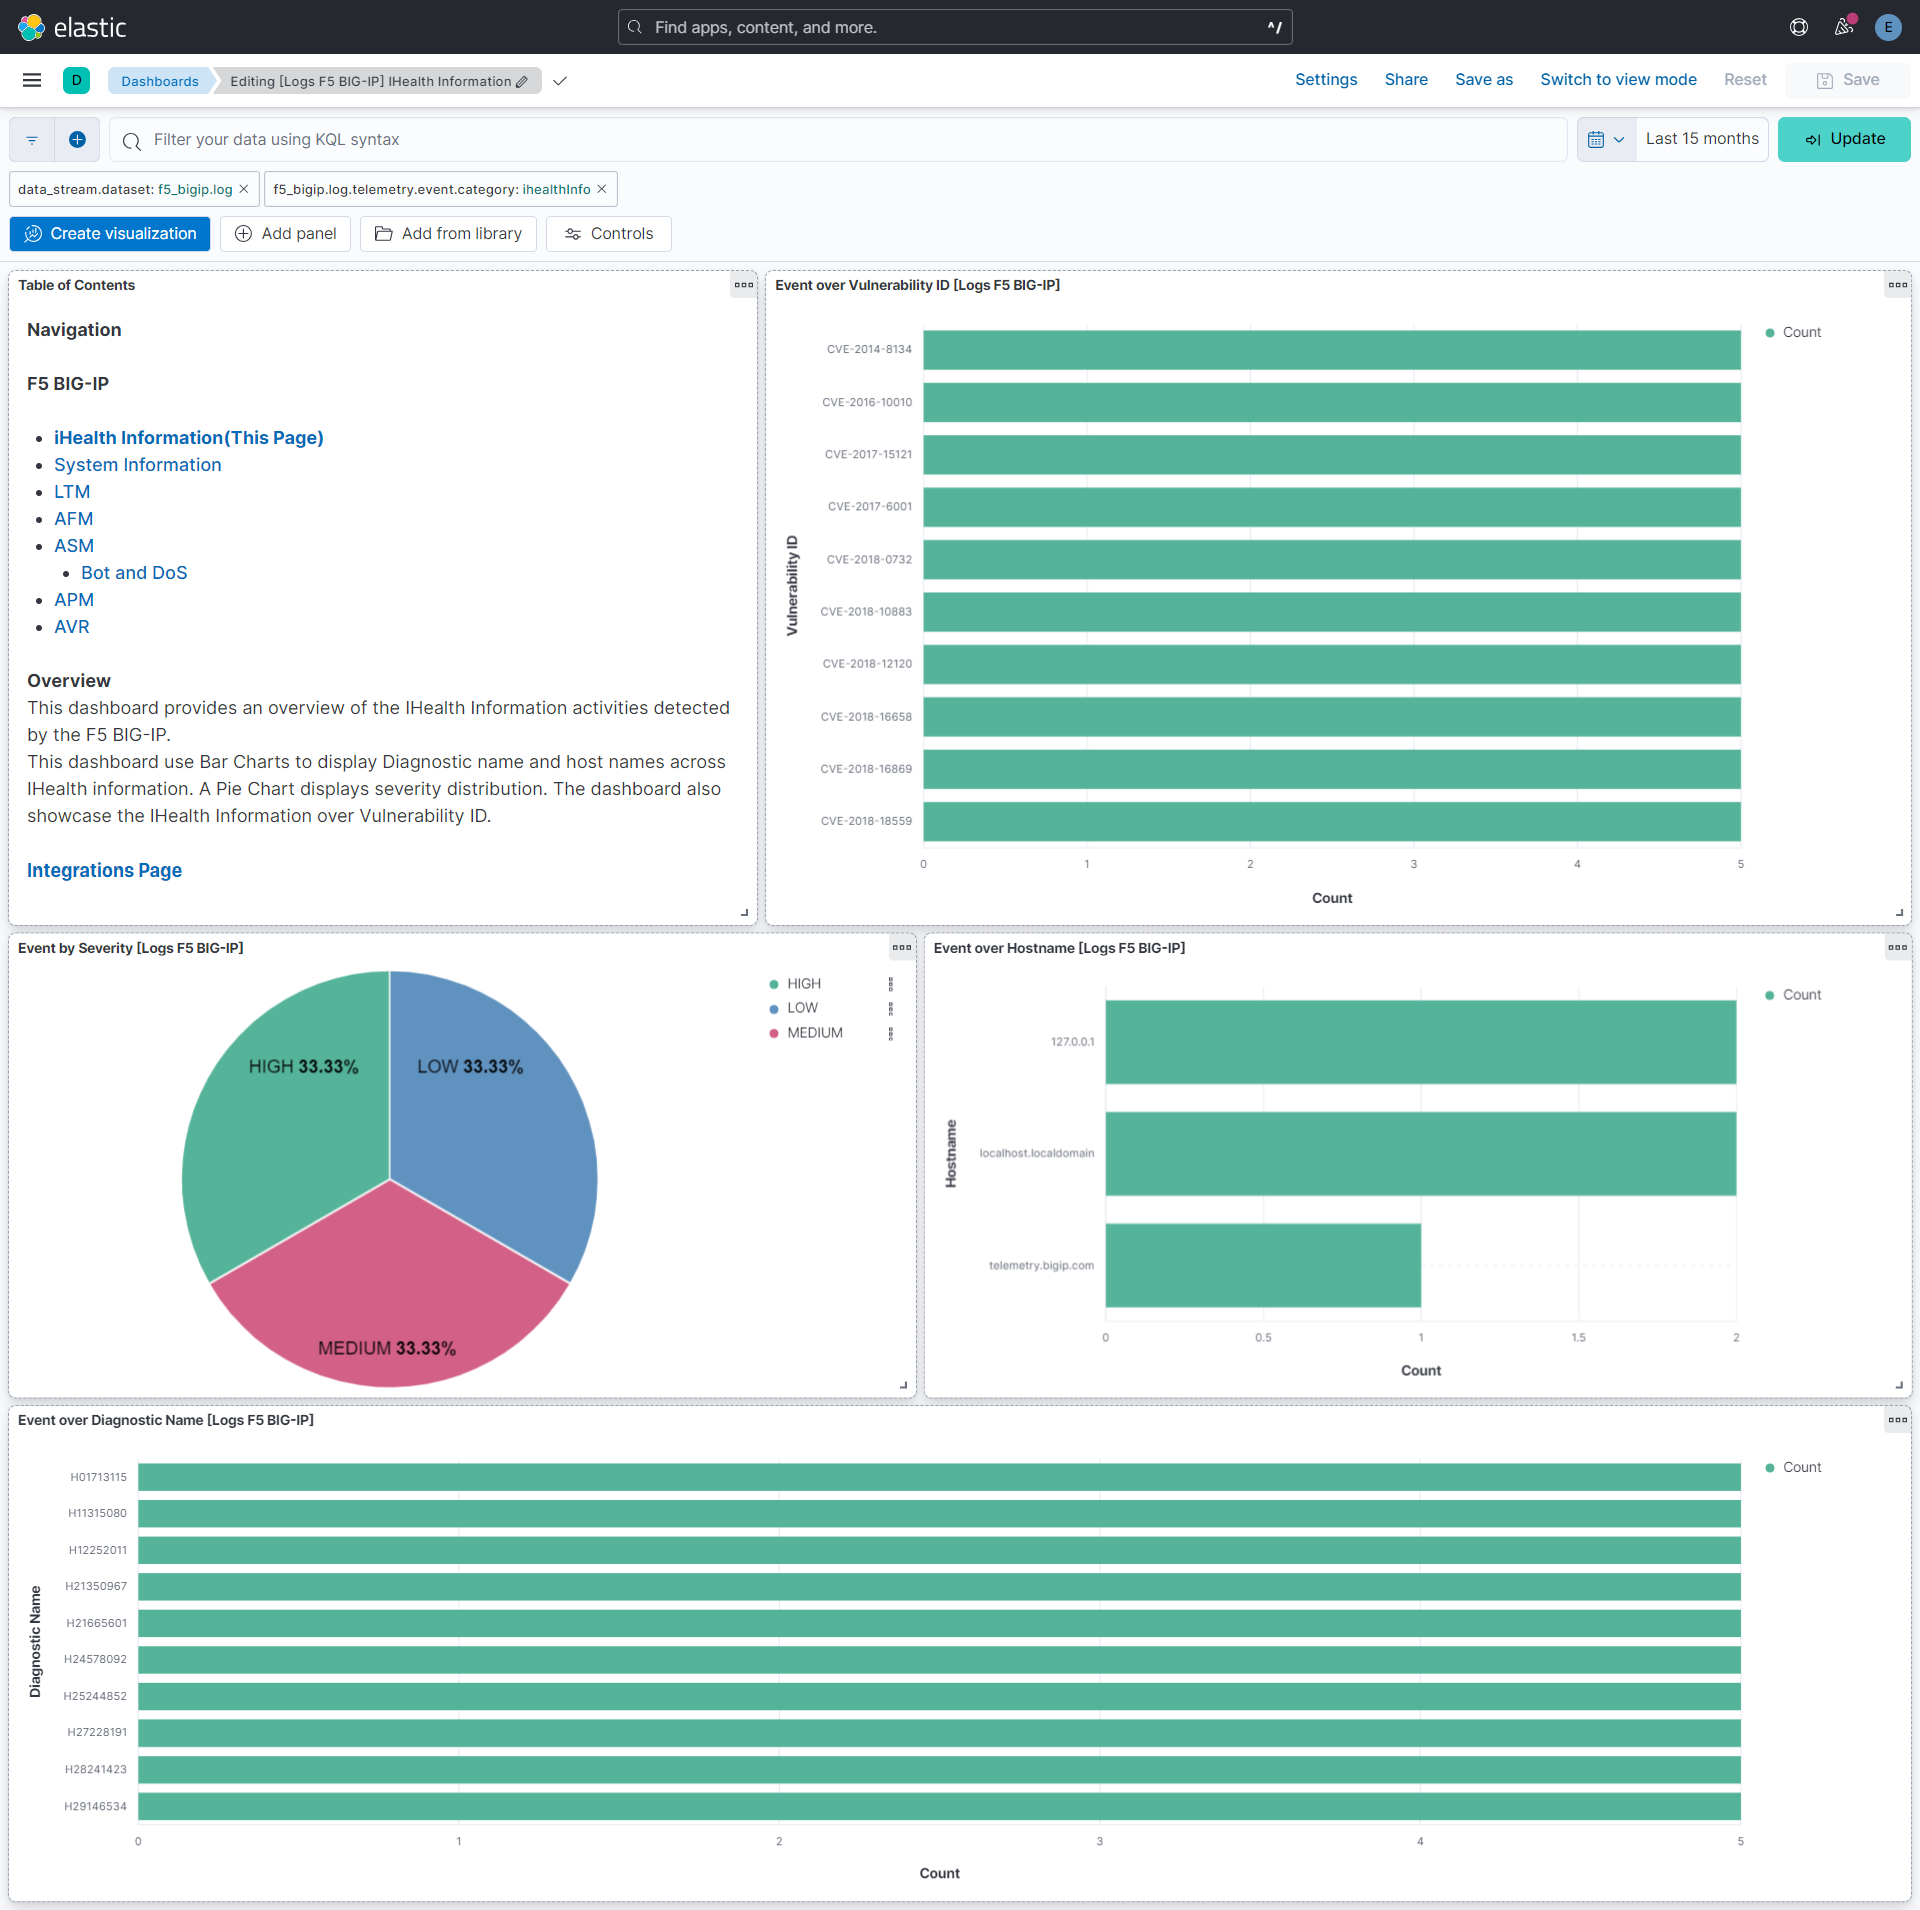 elastic
Find apps, content, and more.
^/
E
D
Dashboards
Editing [Logs F5 BIG-IP] IHealth Information
Settings
Share
Save as
Switch to view mode
Reset
Save
Filter your data using KQL syntax
Last 15 months
Update
data_stream.dataset: f5_bigip.log
f5_bigip.log.telemetry.event.category: ihealthInfo
Create visualization
Add panel
Add from library
Controls
Table of Contents
Navigation
F5 BIG-IP
iHealth Information(This Page)
System Information
LTM
AFM
ASM
Bot and DoS
APM
AVR
Overview
This dashboard provides an overview of the IHealth Information activities detected
by the F5 BIG-IP.
This dashboard use Bar Charts to display Diagnostic name and host names across
IHealth information. A Pie Chart displays severity distribution. The dashboard also
showcase the IHealth Information over Vulnerability ID.
Integrations Page
Event over Vulnerability ID [Logs F5 BIG-IP]
Count
Vulnerability ID
CVE-2014-8134
CVE-2016-10010
CVE-2017-15121
CVE-2017-6001
CVE-2018-0732
CVE-2018-10883
CVE-2018-12120
CVE-2018-16658
CVE-2018-16869
CVE-2018-18559
0 1 2 3 4 5
Count
Event by Severity [Logs F5 BIG-IP]
HIGH
LOW
MEDIUM
HIGH 33.33%
LOW 33.33%
MEDIUM 33.33%
Event over Hostname [Logs F5 BIG-IP]
Count
Hostname
127.0.0.1
localhost.localdomain
telemetry.bigip.com
0 0.5 1 1.5 2
Count
Event over Diagnostic Name [Logs F5 BIG-IP]
Count
Diagnostic Name
H01713115
H11315080
H12252011
H21350967
H21665601
H24578092
H25244852
H27228191
H28241423
H29146534
0 1 2 3 4 5
Count